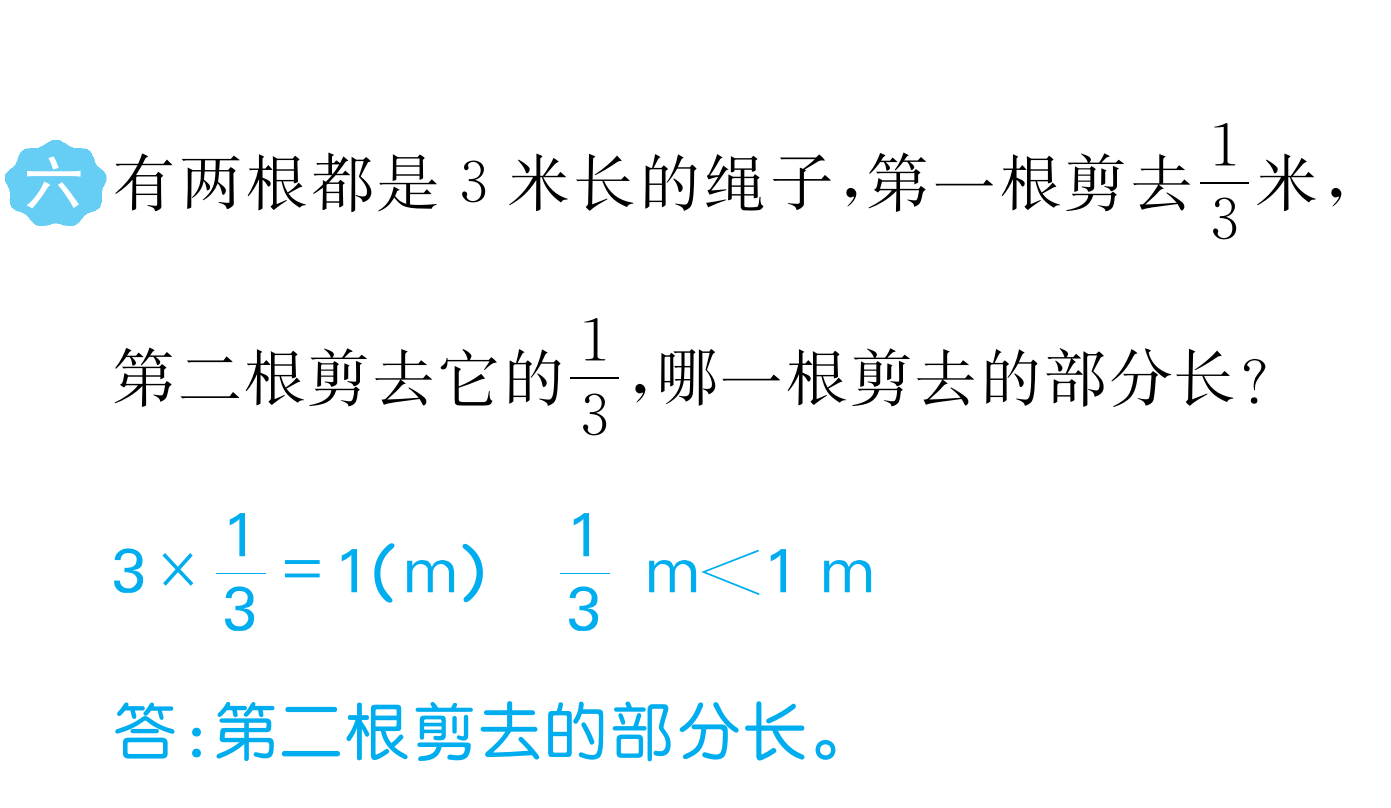 六 有两根都是 3 米长的绳子,第一根剪去1/3米,
第二根剪去它的1/3,哪一根剪去的部分长?
3×1/3=1(m) 1/3 m<1 m
答:第二根剪去的部分长。